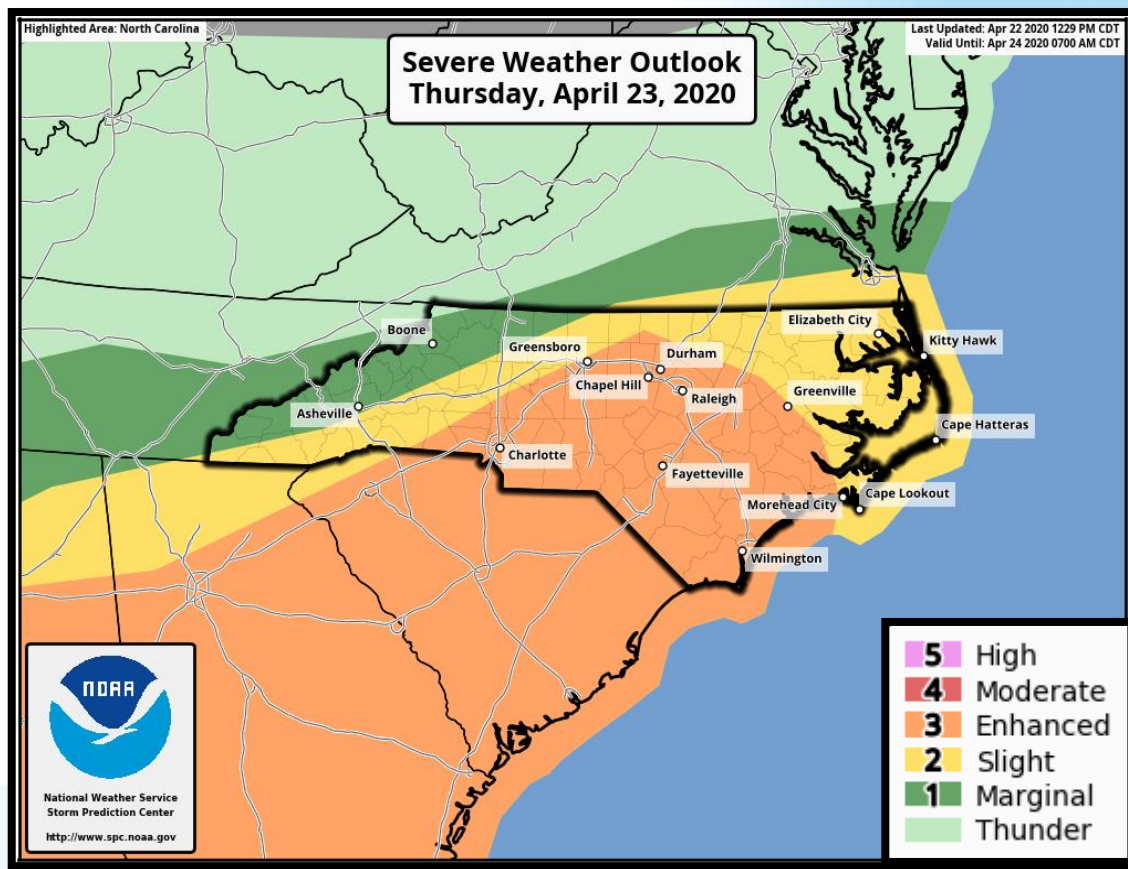 Highlighted Area: North Carolina
Last Updated: Apr 22 2020 1229 PM CDT
Valid Until: Apr 24 2020 0700 AM CDT
Severe Weather Outlook
Thursday, April 23, 2020
Boone
Greensboro
Durham
Elizabeth City
Kitty Hawk
Chapel Hill
Raleigh
Greenville
Asheville
Cape Hatteras
Charlotte
Fayetteville
Cape Lookout
Morehead City
Wilmington
NOAA
National Weather Service
Storm Prediction Center
http://www.spc.noaa.gov
5 High
4 Moderate
3 Enhanced
2 Slight
1 Marginal
Thunder